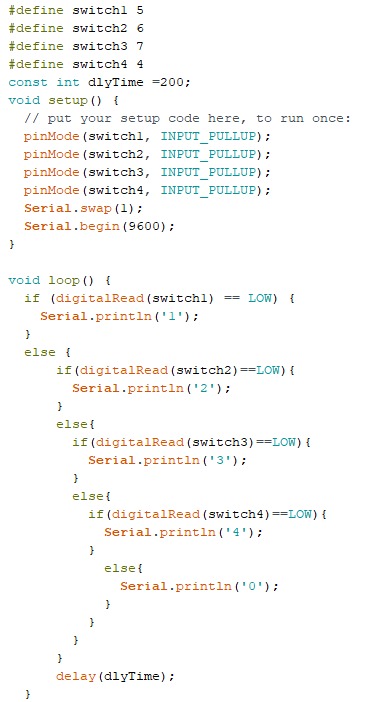 #define switch1 5
#define switch2 6
#define switch3 7
#define switch4 4
const int dlyTime =200;
void setup() {
  // put your setup code here, to run once:
  pinMode(switch1, INPUT_PULLUP);
  pinMode(switch2, INPUT_PULLUP);
  pinMode(switch3, INPUT_PULLUP);
  pinMode(switch4, INPUT_PULLUP);
  Serial.swap(1);
  Serial.begin(9600);
}

void loop() {
  if (digitalRead(switch1) == LOW) {
    Serial.println('1');
  }
  else {
      if(digitalRead(switch2)==LOW){
        Serial.println('2');
      }
      else{
        if(digitalRead(switch3)==LOW){
          Serial.println('3');
        }
        else{
          if(digitalRead(switch4)==LOW){
            Serial.println('4');
          }
            else{
              Serial.println('0');
            }
          }
        }
      }
      delay(dlyTime);
  }